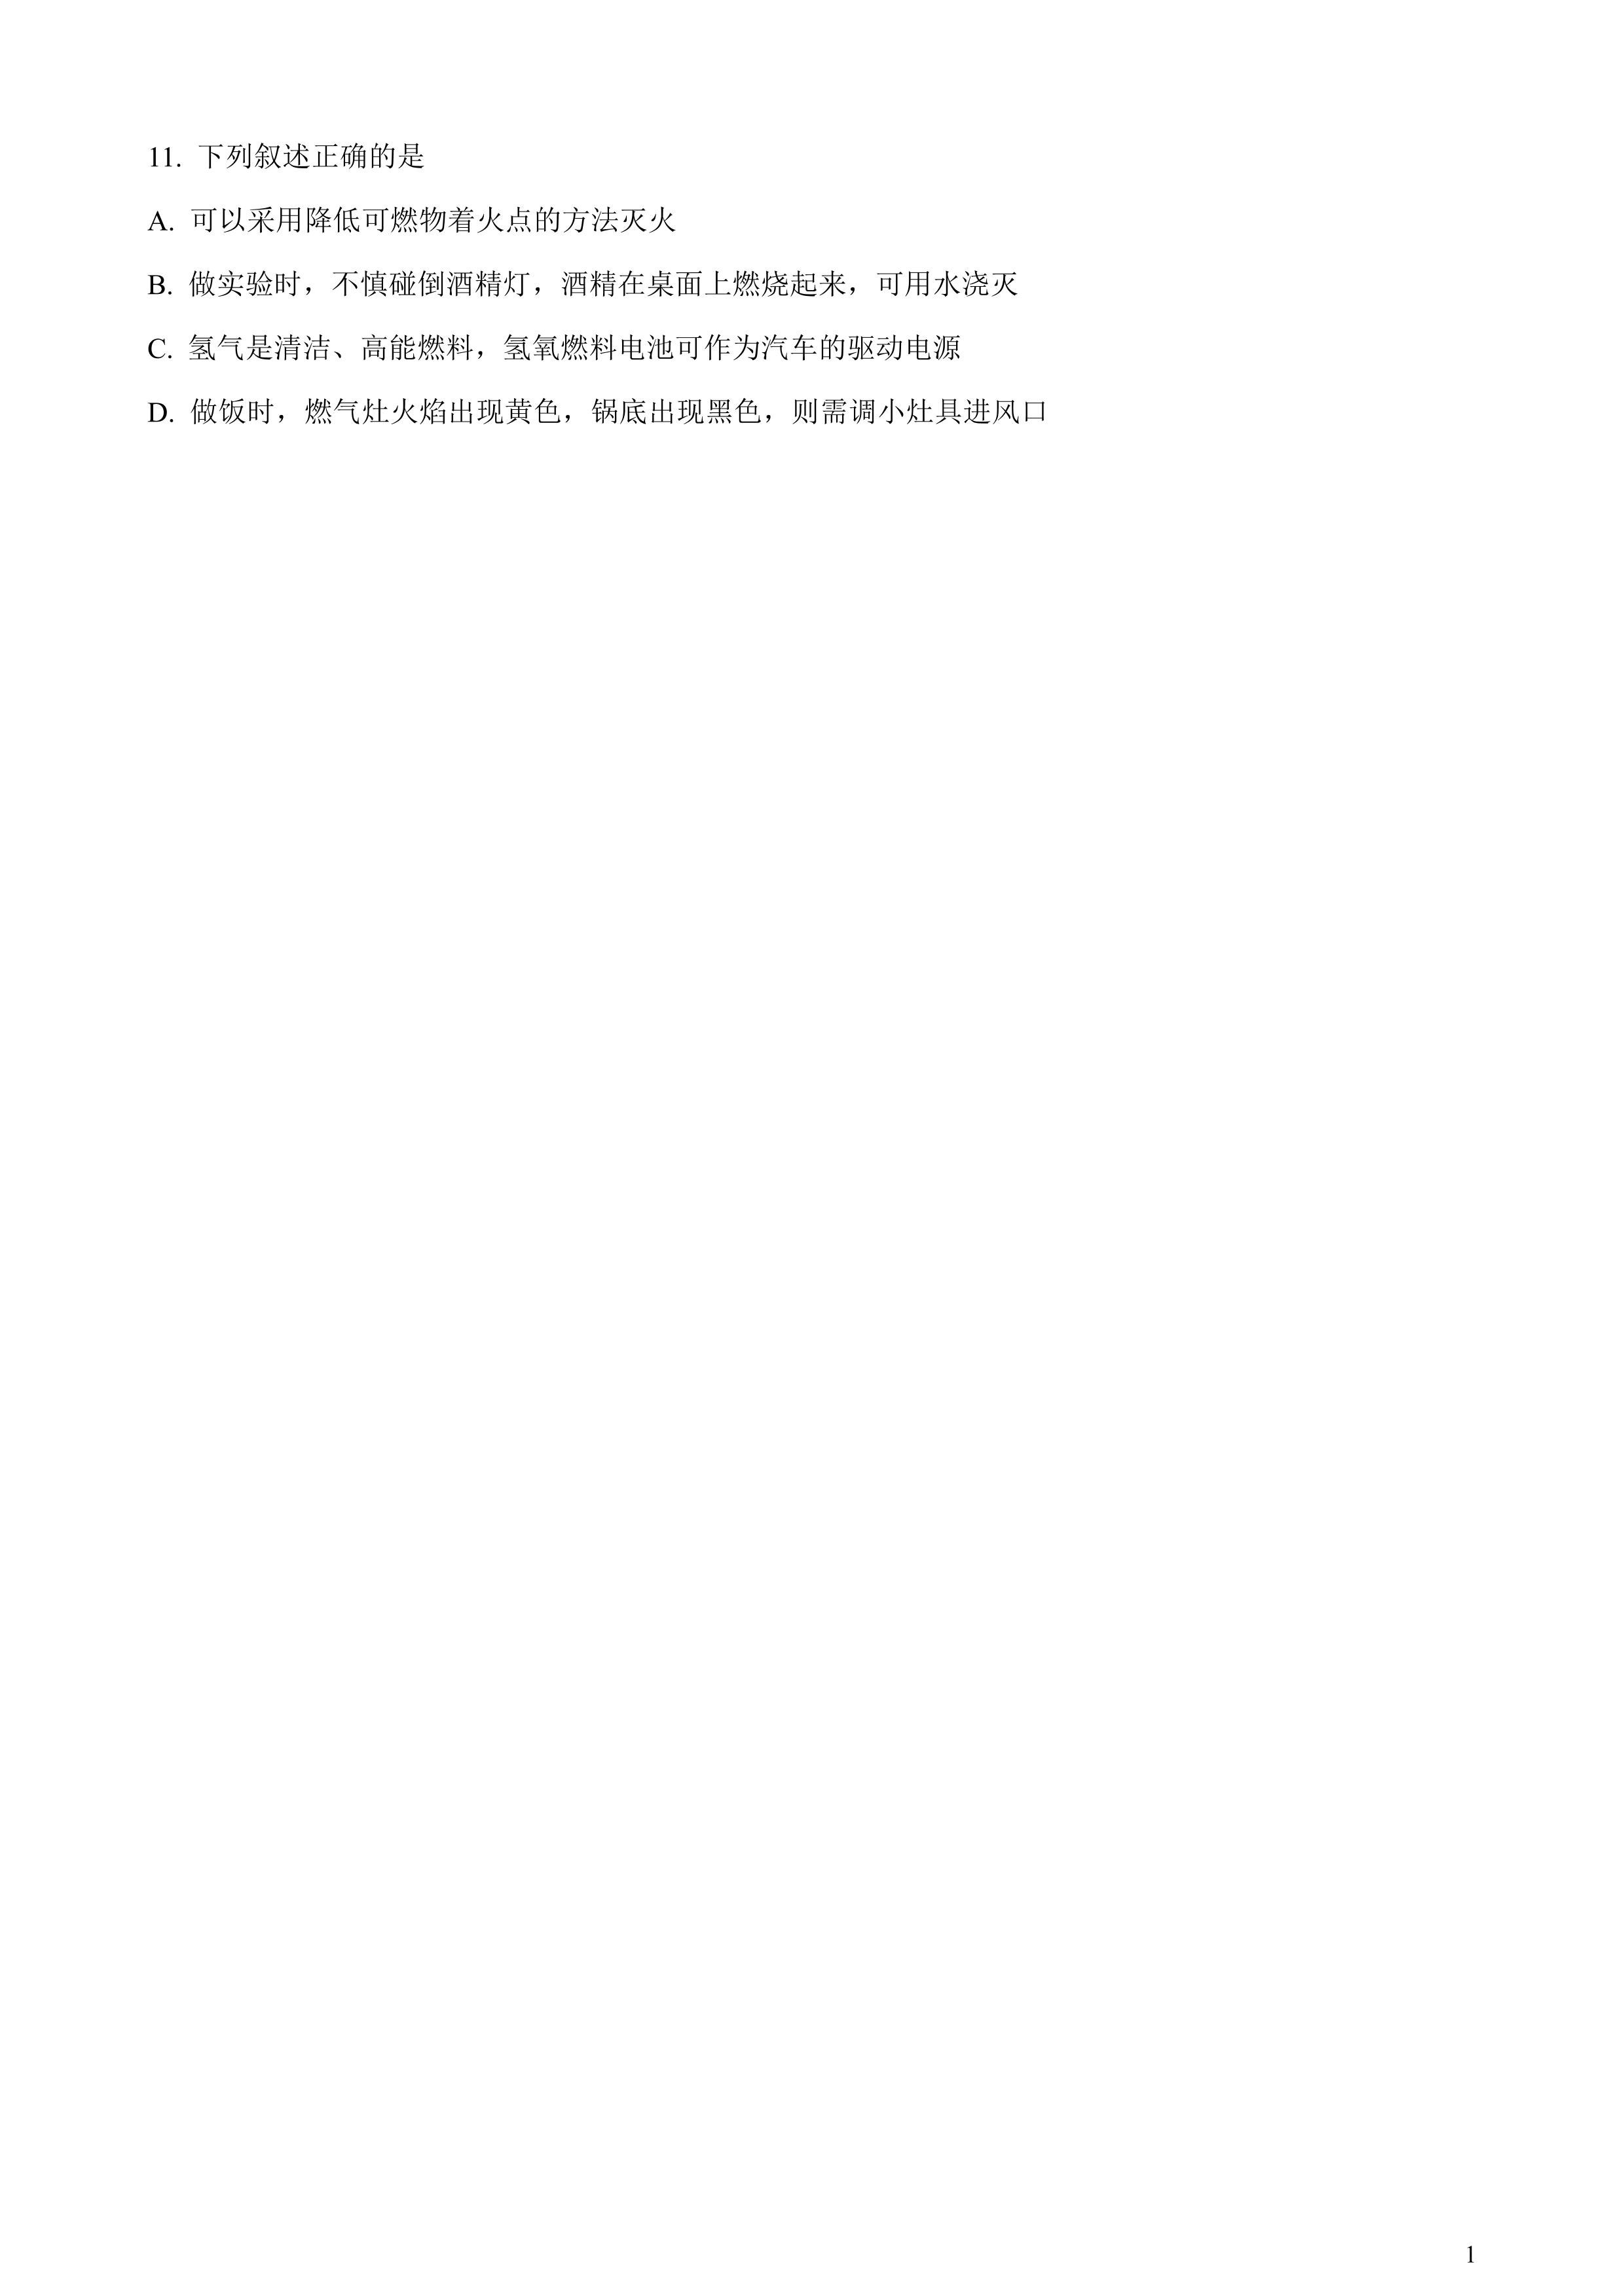 11. 下列叙述正确的是
A. 可以采用降低可燃物着火点的方法灭火
B. 做实验时，不慎碰倒酒精灯，酒精在桌面上燃烧起来，可用水浇灭
C. 氢气是清洁、高能燃料，氢氧燃料电池可作为汽车的驱动电源
D. 做饭时，燃气灶火焰出现黄色，锅底出现黑色，则需调小灶具进风口
1